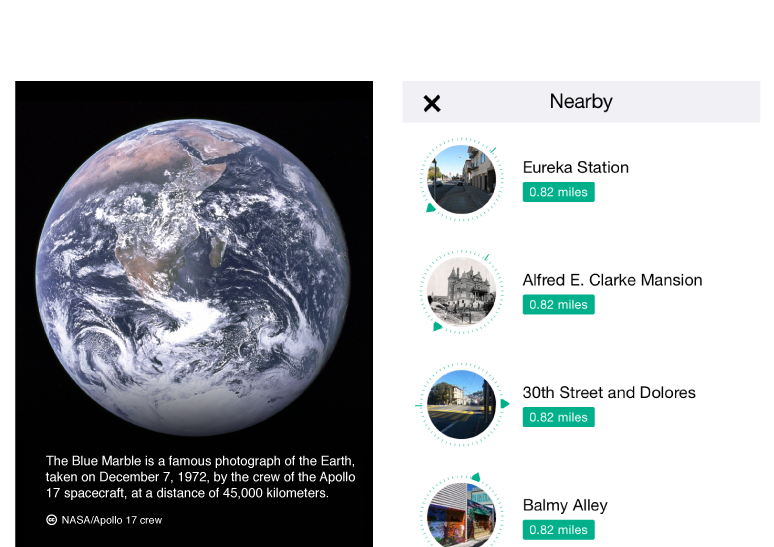 The Blue Marble is a famous photograph of the Earth,
taken on December 7, 1972, by the crew of the Apollo
17 spacecraft, at a distance of 45,000 kilometers.
NASA/Apollo 17 crew
Nearby
Eureka Station
0.82 miles
Alfred E. Clarke Mansion
0.82 miles
30th Street and Dolores
0.82 miles
Balmy Alley
0.82 miles